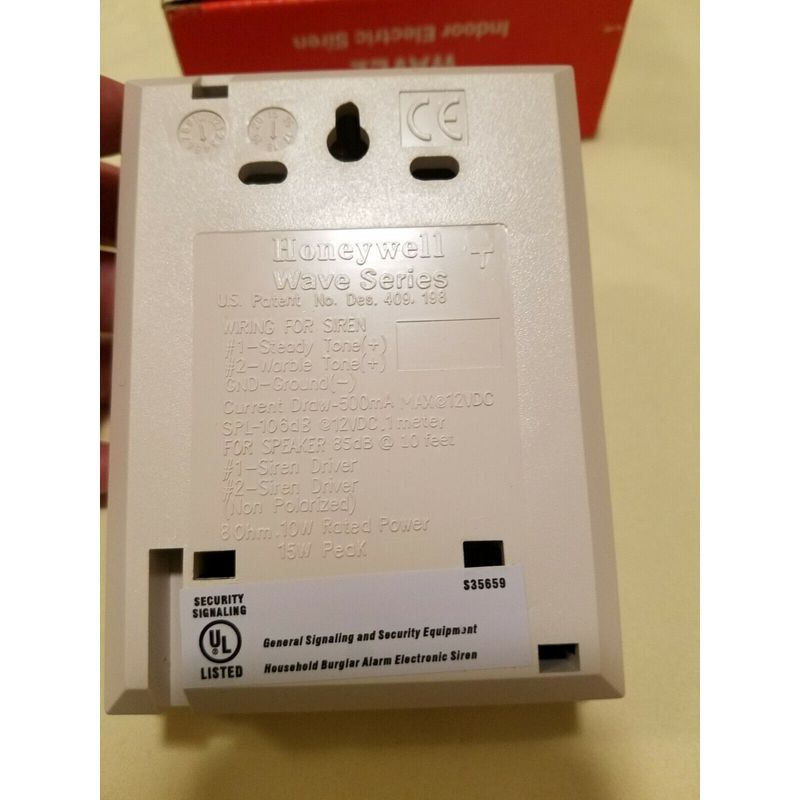 Indoor Electric Siren
WAVE2
CE
Honeywell
Wave Series
U.S. Patent No. Des. 409, 198
WIRING FOR SIREN
#1-Steady Tone(+)
#2-Warble Tone(+)
GND-Ground(-)
Current Draw-500mA MAX@12VDC
SPL-106dB @12VDC,1meter
FOR SPEAKER 85dB @ 10 feet
#1-Siren Driver
#2-Siren Driver
(Non Polarized)
8 Ohm,10W Rated Power
15W Peak
S35659
SECURITY
SIGNALING
UL
LISTED
General Signaling and Security Equipment
Household Burglar Alarm Electronic Siren